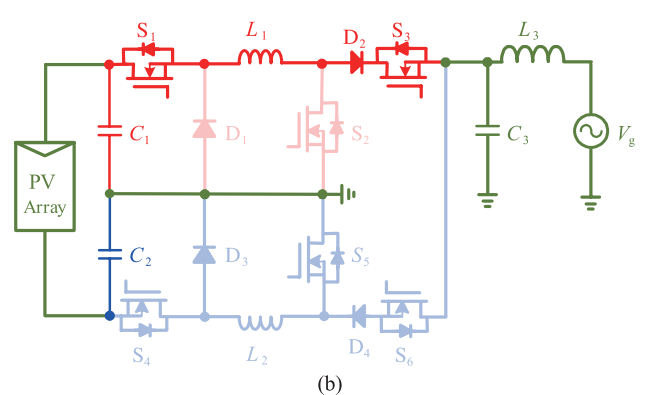 S1 L1 D2 S3 L3
C1 D1 S2 C3 Vg
PV
Array
C2 D3 S5
S4 L2 D4 S6
(b)